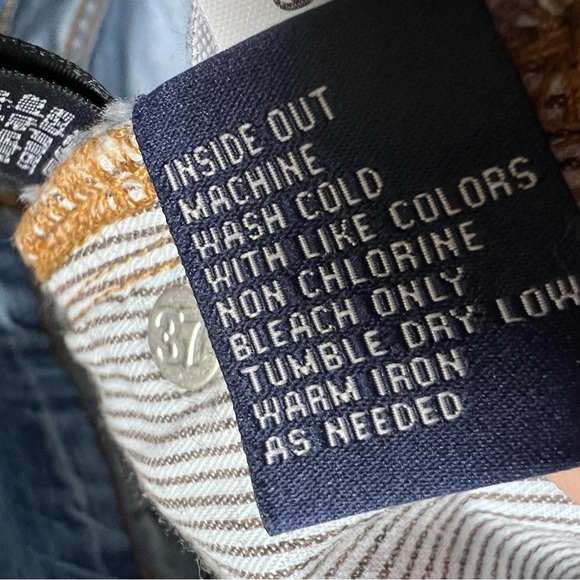 INSIDE OUT
MACHINE
WASH COLD
WITH LIKE COLORS
NON CHLORINE
BLEACH ONLY
TUMBLE DRY LOW
WARM IRON
AS NEEDED
37